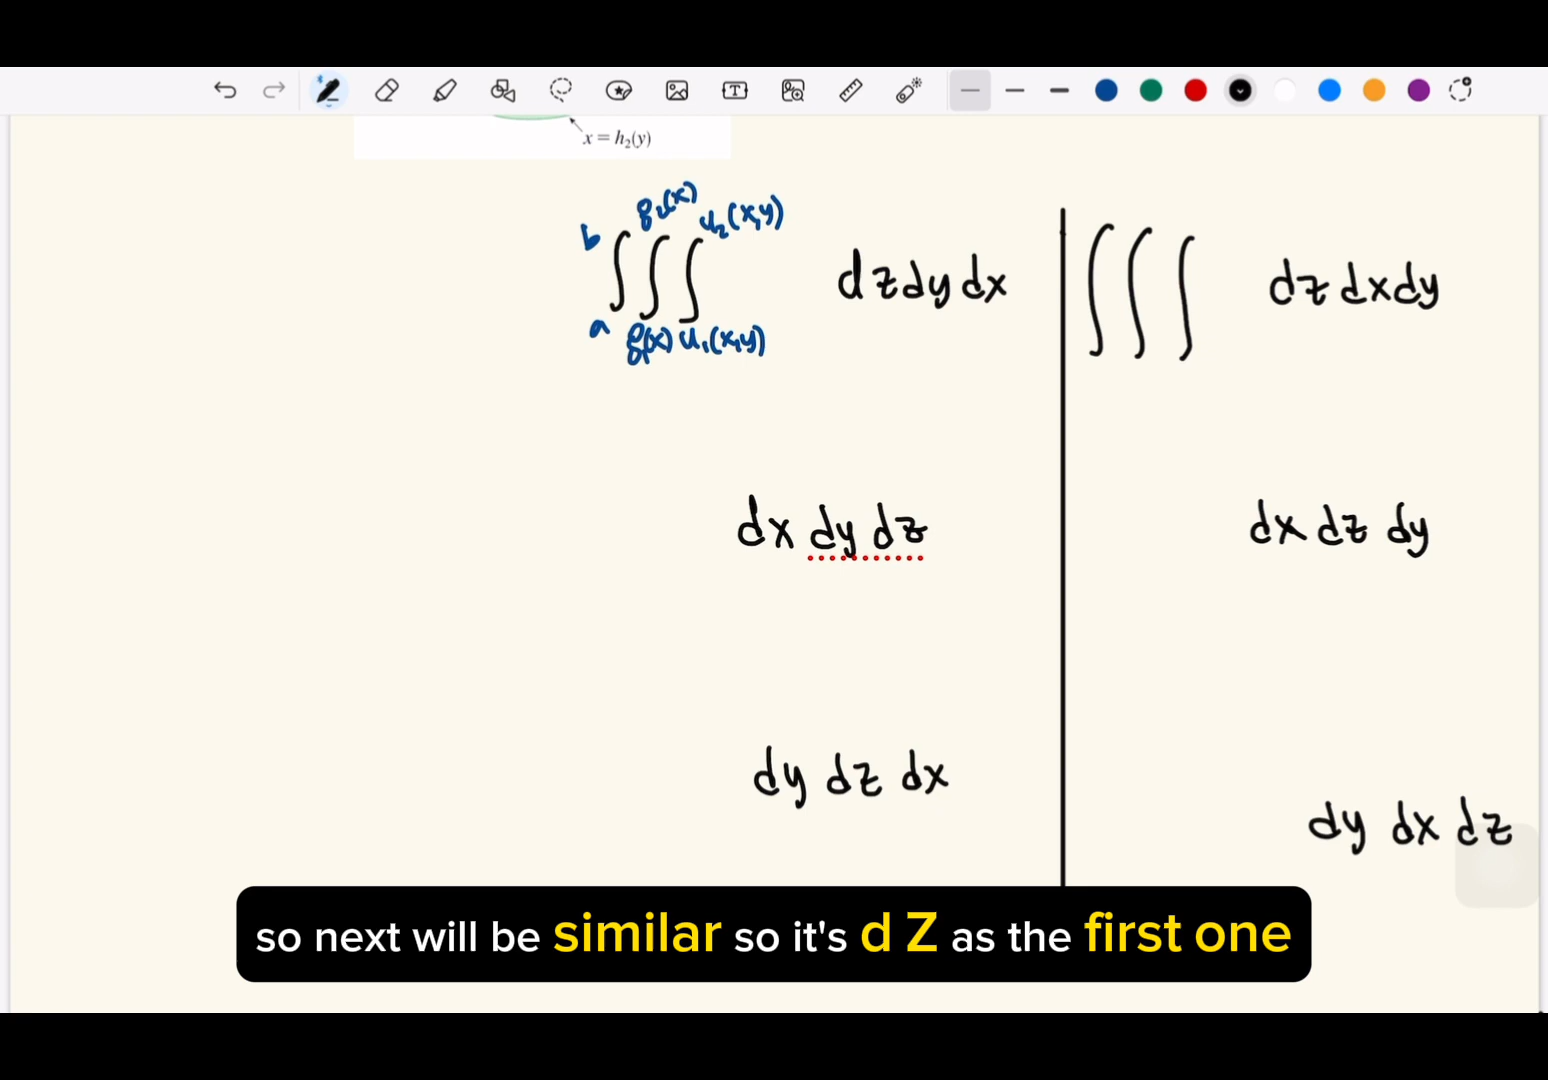 x = h₂(y)
b g₂(x) u₂(x,y)
∫∫∫ dz dy dx
a g₁(x) u₁(x,y)
∫∫∫ dz dx dy
dx dy dz
dx dz dy
dy dz dx
dy dx dz
so next will be similar so it's d Z as the first one